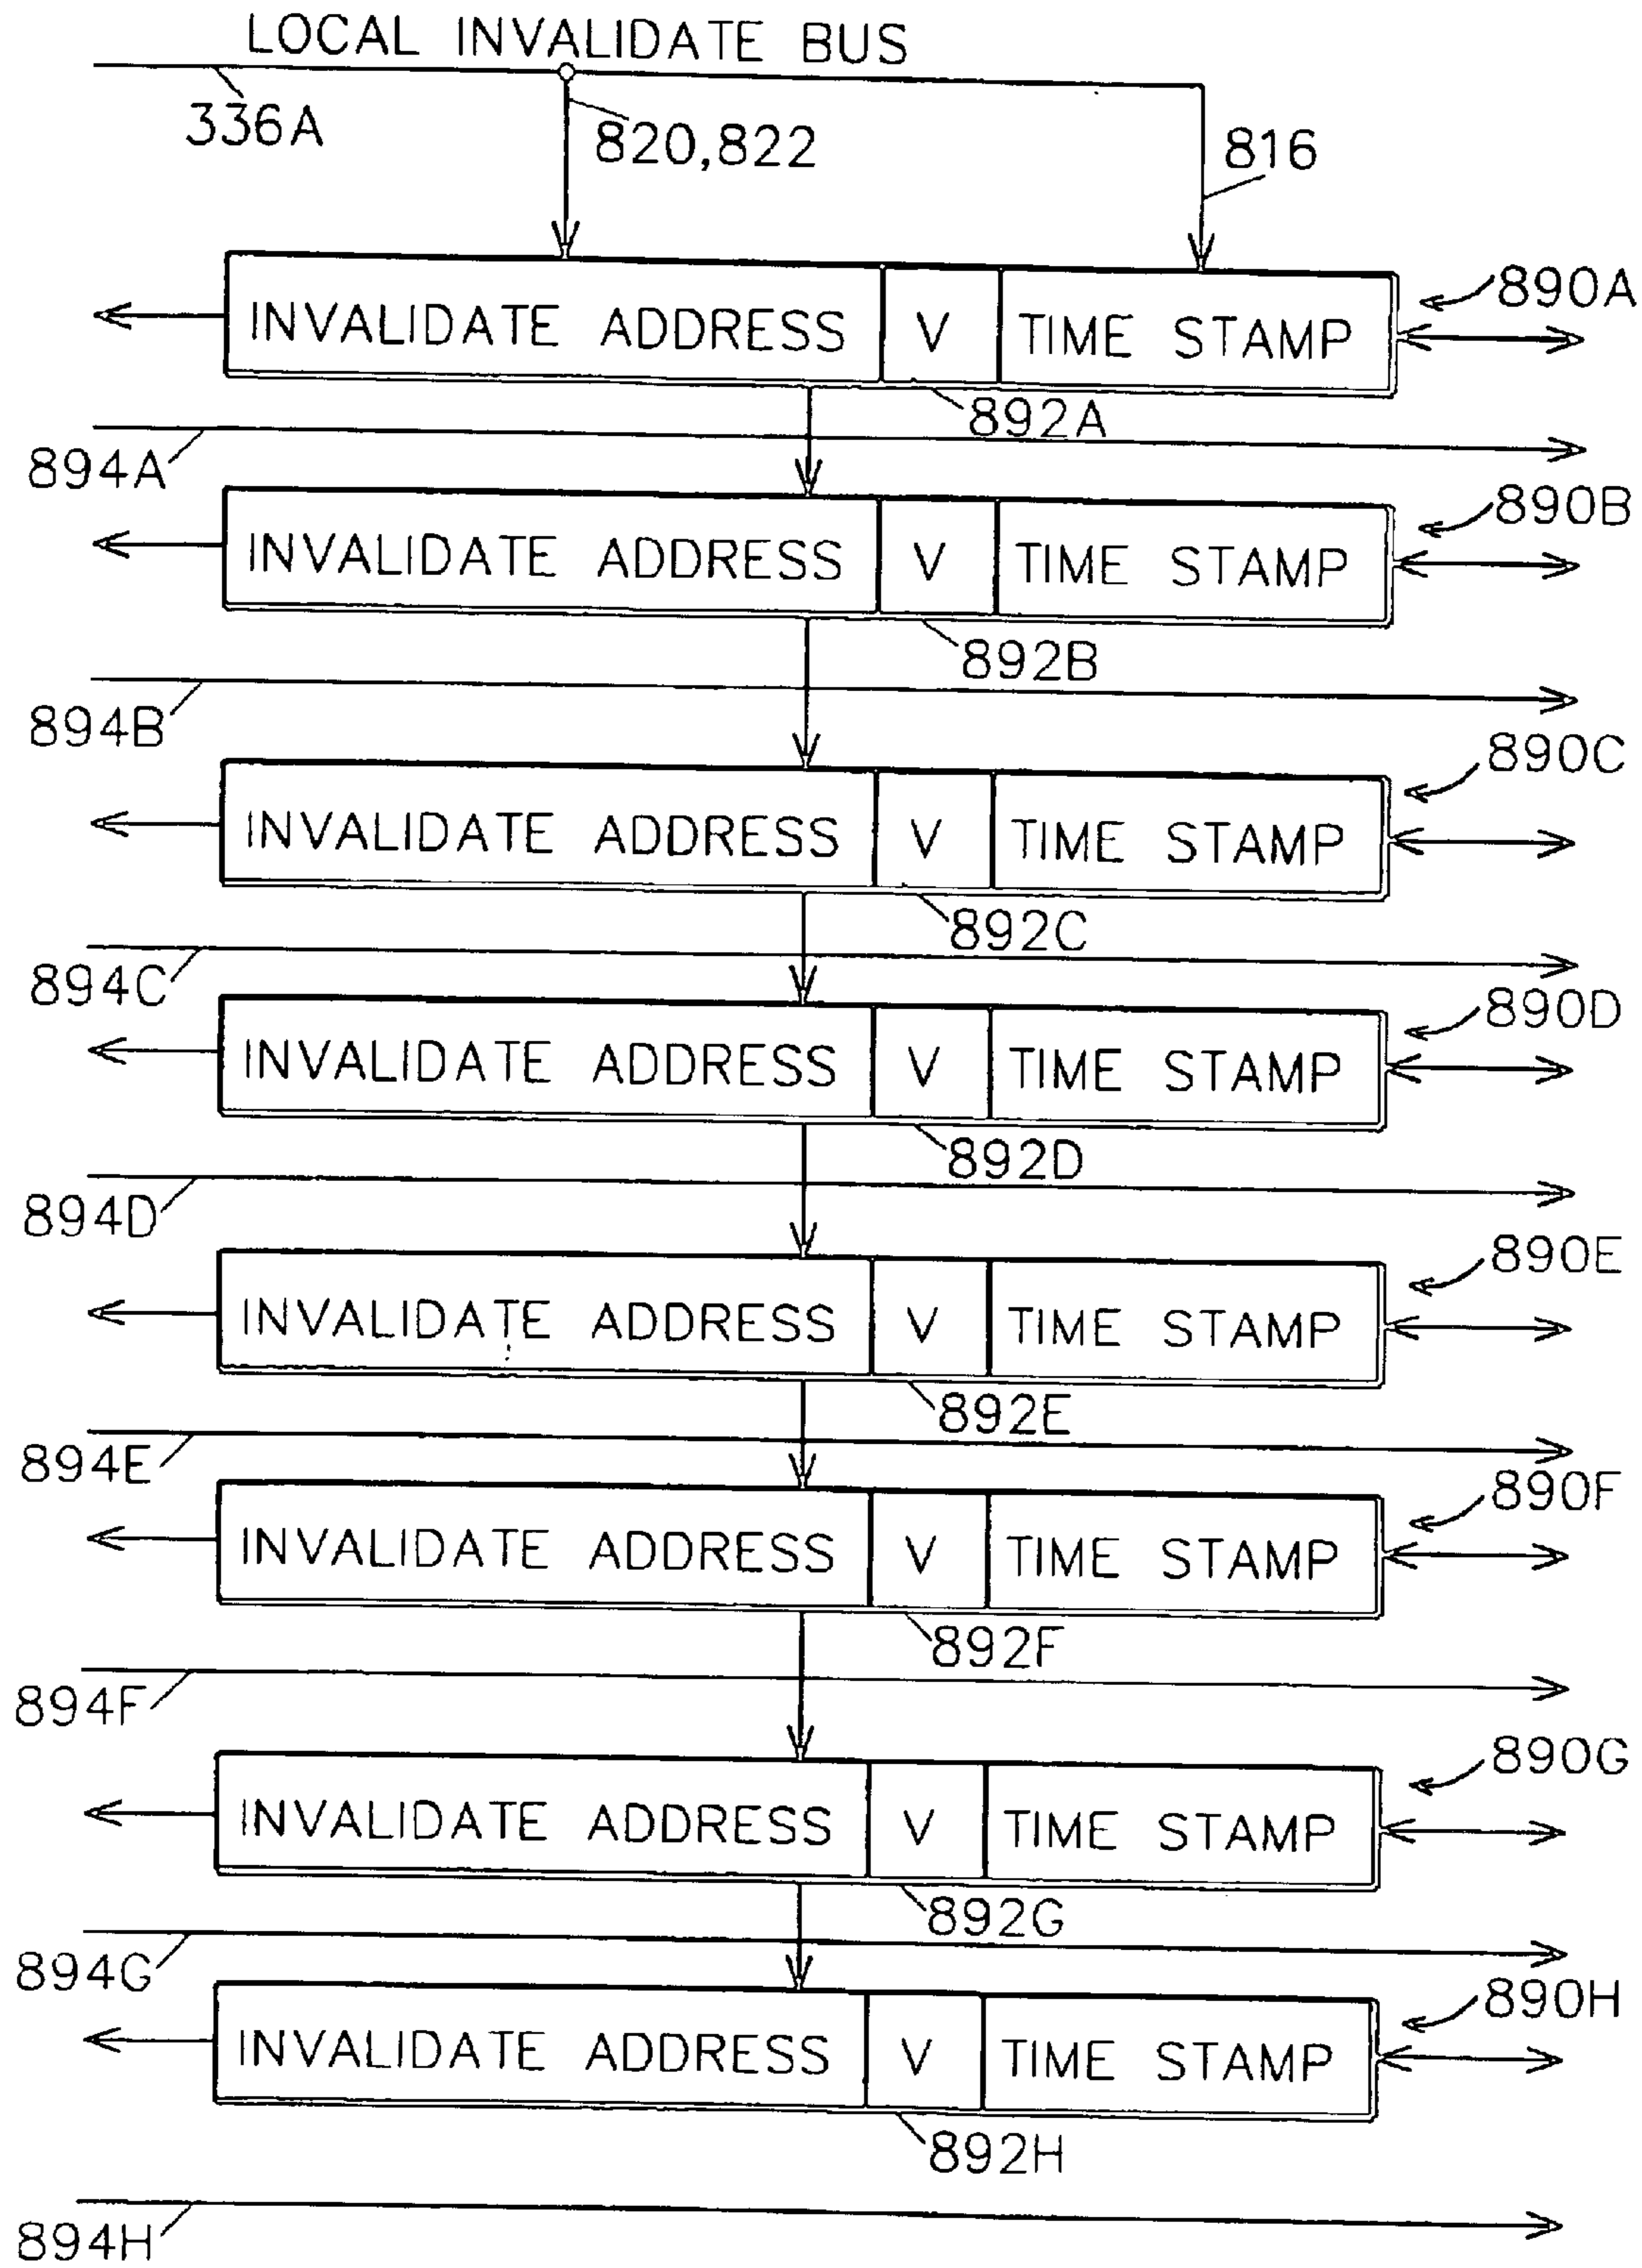 LOCAL INVALIDATE BUS
336A
820,822
816
INVALIDATE ADDRESS V TIME STAMP
890A
892A
894A
INVALIDATE ADDRESS V TIME STAMP
890B
892B
894B
INVALIDATE ADDRESS V TIME STAMP
890C
892C
894C
INVALIDATE ADDRESS V TIME STAMP
890D
892D
894D
INVALIDATE ADDRESS V TIME STAMP
890E
892E
894E
INVALIDATE ADDRESS V TIME STAMP
890F
892F
894F
INVALIDATE ADDRESS V TIME STAMP
890G
892G
894G
INVALIDATE ADDRESS V TIME STAMP
890H
892H
894H